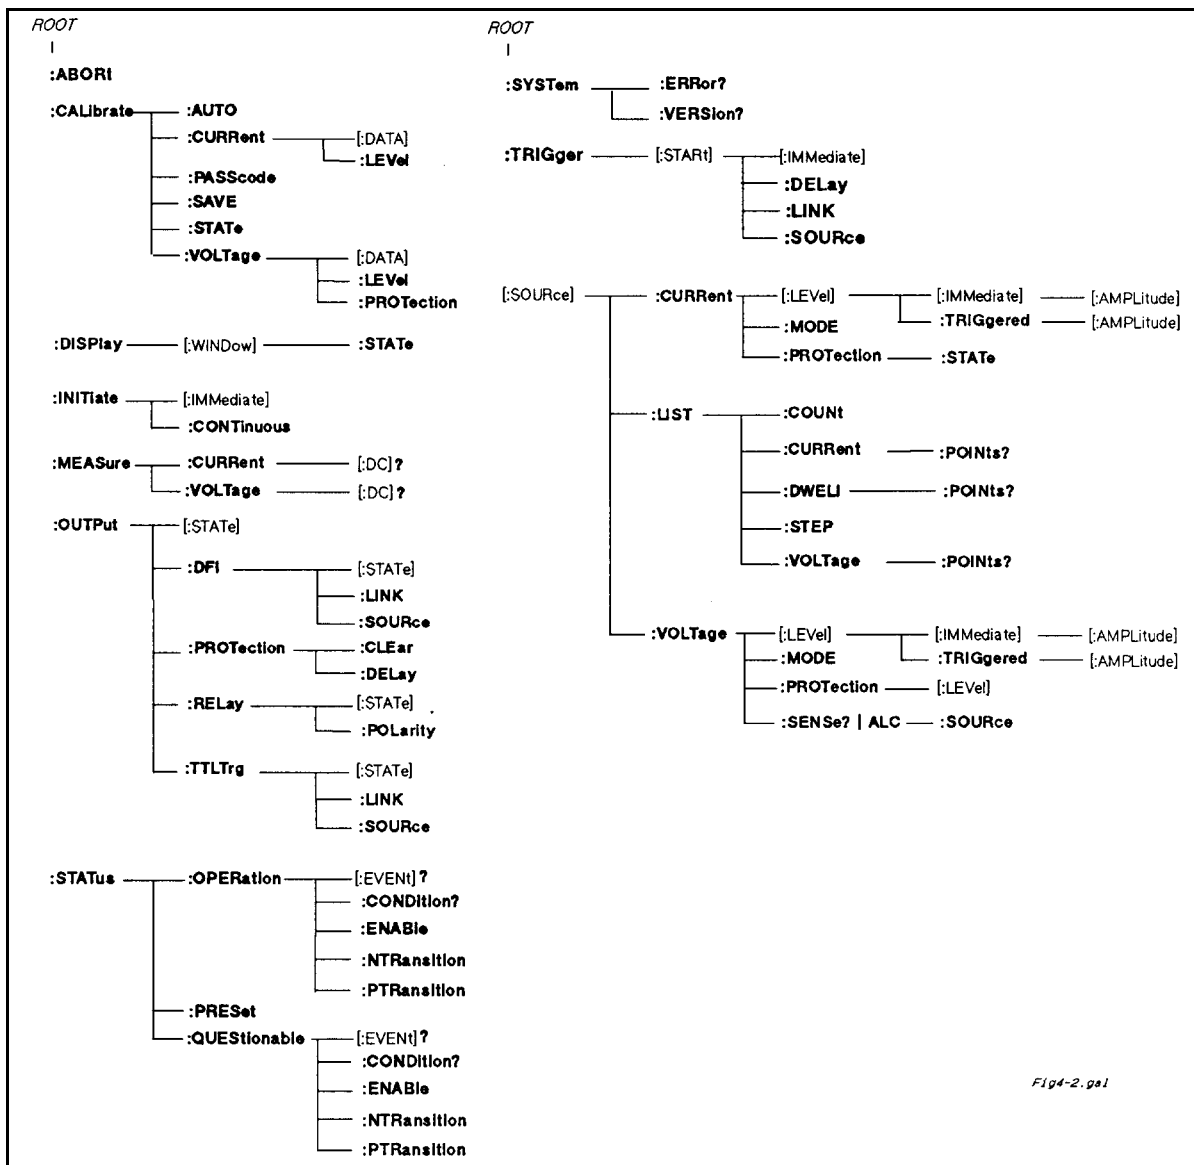 ROOT
:ABORt
:CALibrate :AUTO
:CURRent [:DATA]
:LEVel
:PASScode
:SAVE
:STATe
:VOLTage [:DATA]
:LEVel
:PROTection
:DISPlay [:WINDow] :STATe
:INITiate [:IMMediate]
:CONTinuous
:MEASure :CURRent [:DC]?
:VOLTage [:DC]?
:OUTPut [:STATe]
:DFI [:STATe]
:LINK
:SOURce
:PROTection :CLEar
:DELay
:RELay [:STATe]
:POLarity
:TTLTrg [:STATe]
:LINK
:SOURce
:STATus :OPERation [:EVENt]?
:CONDition?
:ENABle
:NTRansition
:PTRansition
:PRESet
:QUEStionable [:EVENt]?
:CONDition?
:ENABle
:NTRansition
:PTRansition
ROOT
:SYSTem :ERRor?
:VERSion?
:TRIGger [:STARt] [:IMMediate]
:DELay
:LINK
:SOURce
[:SOURce] :CURRent [:LEVel] [:IMMediate] [:AMPLitude]
:TRIGgered [:AMPLitude]
:MODE
:PROTection :STATe
:LIST :COUNt
:CURRent :POINts?
:DWELl :POINts?
:STEP
:VOLTage :POINts?
:VOLTage [:LEVel] [:IMMediate] [:AMPLitude]
:TRIGgered [:AMPLitude]
:MODE
:PROTection [:LEVel]
:SENSe? | ALC :SOURce
Fig4-2.gal